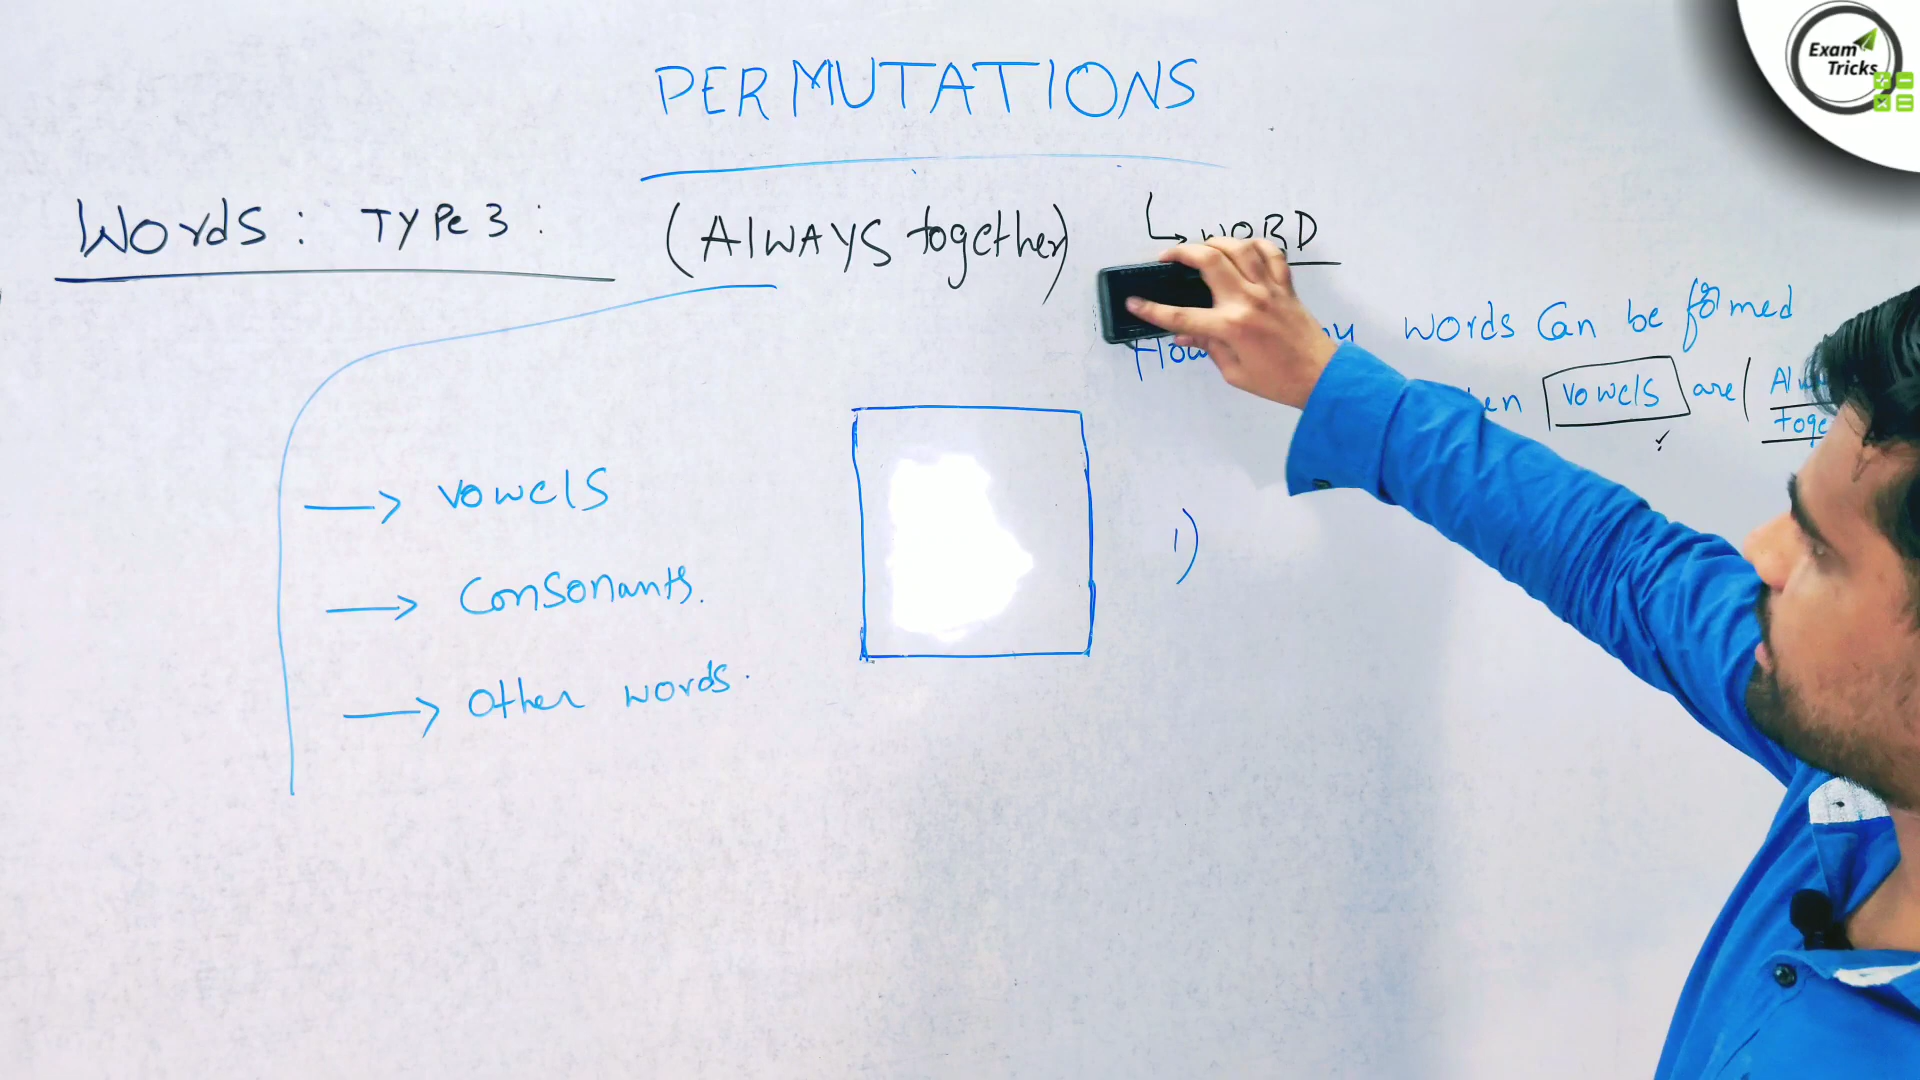 Exam
Tricks
PERMUTATIONS
Words: TYPe 3:
(AlWAYS together)
WORD
words Can be formed
vowels are
vowels
1)
Consonants.
Other words.